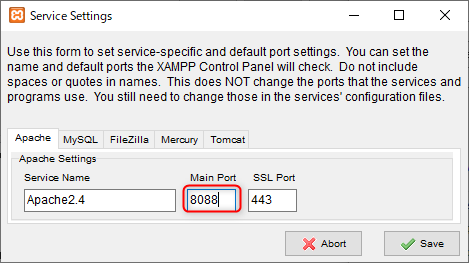 Service Settings
Use this form to set service-specific and default port settings.  You can set the
name and default ports the XAMPP Control Panel will check.  Do not include
spaces or quotes in names.  This does NOT change the ports that the services and
programs use.  You still need to change those in the services' configuration files.
Apache MySQL FileZilla Mercury Tomcat
Apache Settings
Service Name Main Port SSL Port
Apache2.4 8088 443
Abort Save